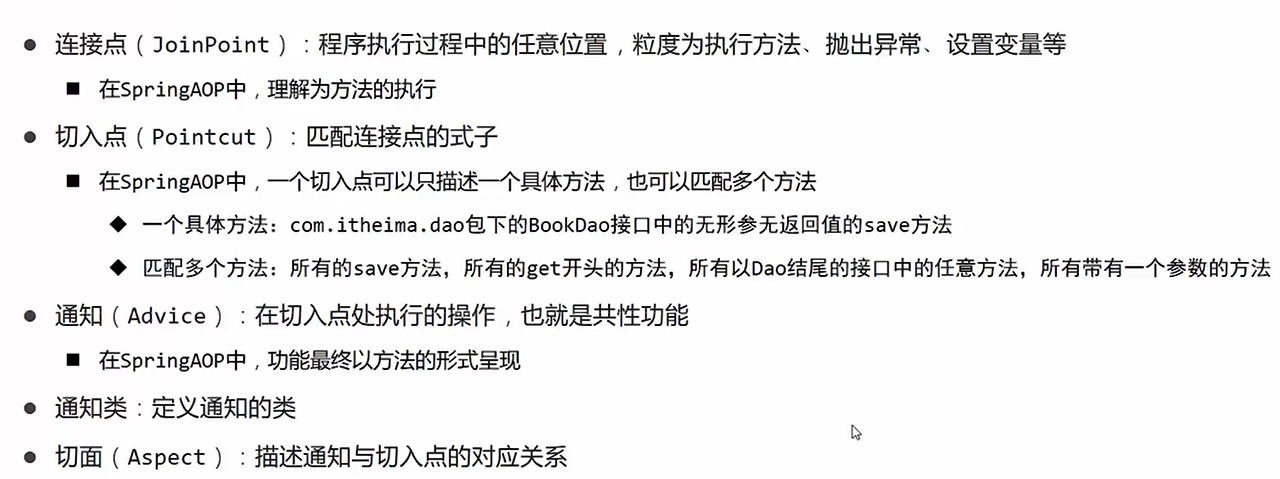 连接点（JoinPoint）：程序执行过程中的任意位置，粒度为执行方法、抛出异常、设置变量等
在SpringAOP中，理解为方法的执行
切入点（Pointcut）：匹配连接点的式子
在SpringAOP中，一个切入点可以只描述一个具体方法，也可以匹配多个方法
一个具体方法：com.itheima.dao包下的BookDao接口中的无形参无返回值的save方法
匹配多个方法：所有的save方法，所有的get开头的方法，所有以Dao结尾的接口中的任意方法，所有带有一个参数的方法
通知（Advice）：在切入点处执行的操作，也就是共性功能
在SpringAOP中，功能最终以方法的形式呈现
通知类：定义通知的类
切面（Aspect）：描述通知与切入点的对应关系